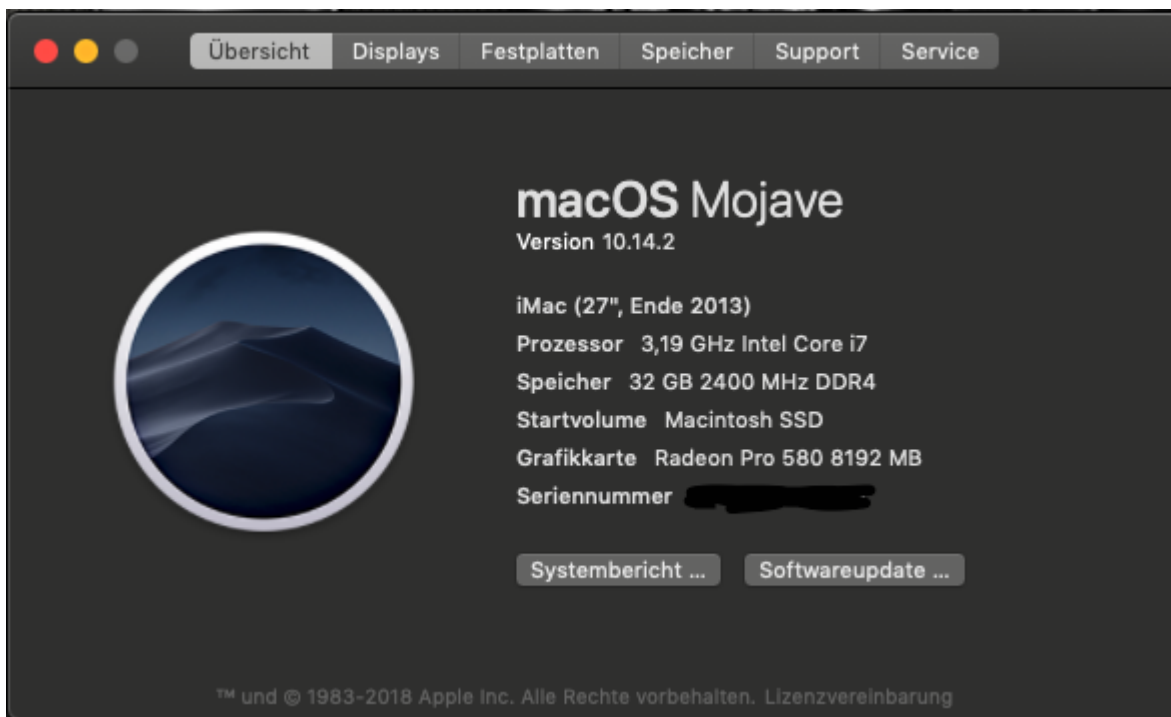 Übersicht Displays Festplatten Speicher Support Service
macOS Mojave
Version 10.14.2
iMac (27", Ende 2013)
Prozessor 3,19 GHz Intel Core i7
Speicher 32 GB 2400 MHz DDR4
Startvolume Macintosh SSD
Grafikkarte Radeon Pro 580 8192 MB
Seriennummer
Systembericht ... Softwareupdate ...
™ und © 1983-2018 Apple Inc. Alle Rechte vorbehalten. Lizenzvereinbarung